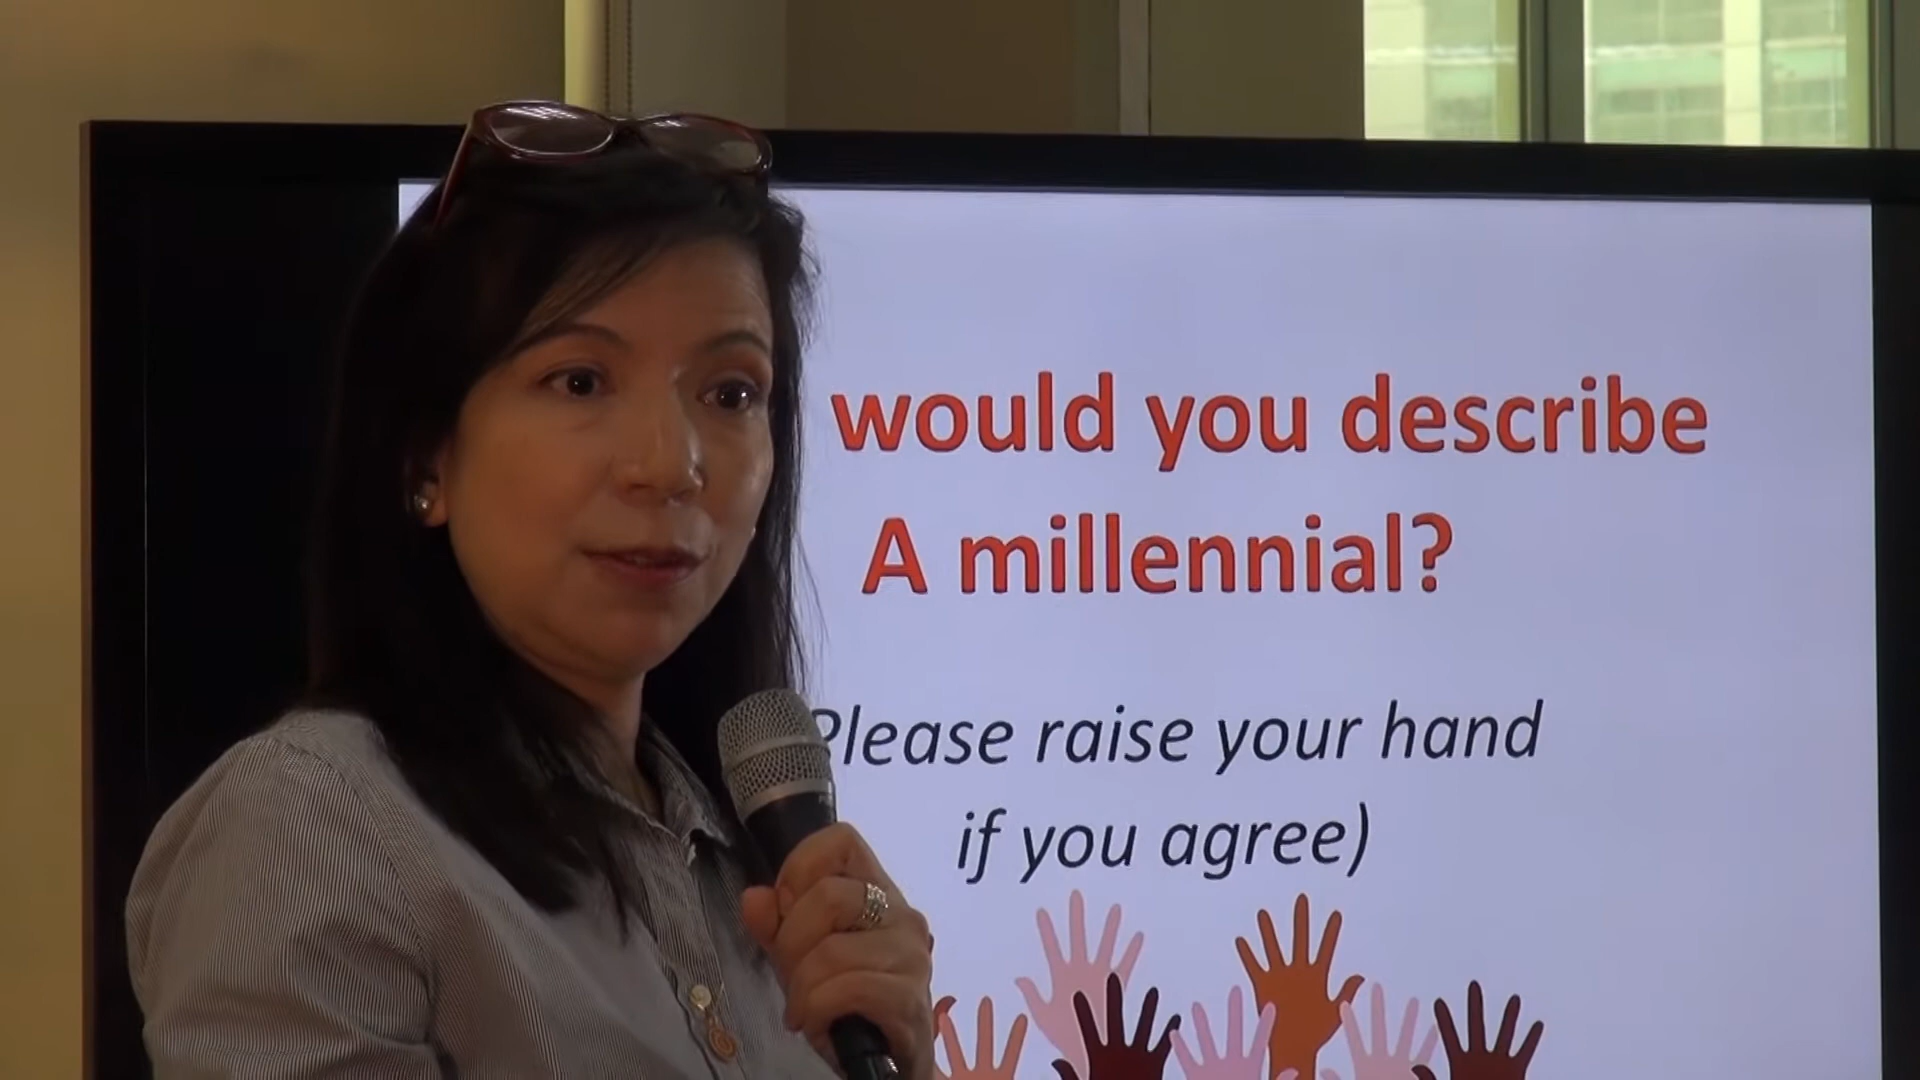 would you describe
A millennial?
Please raise your hand
if you agree)